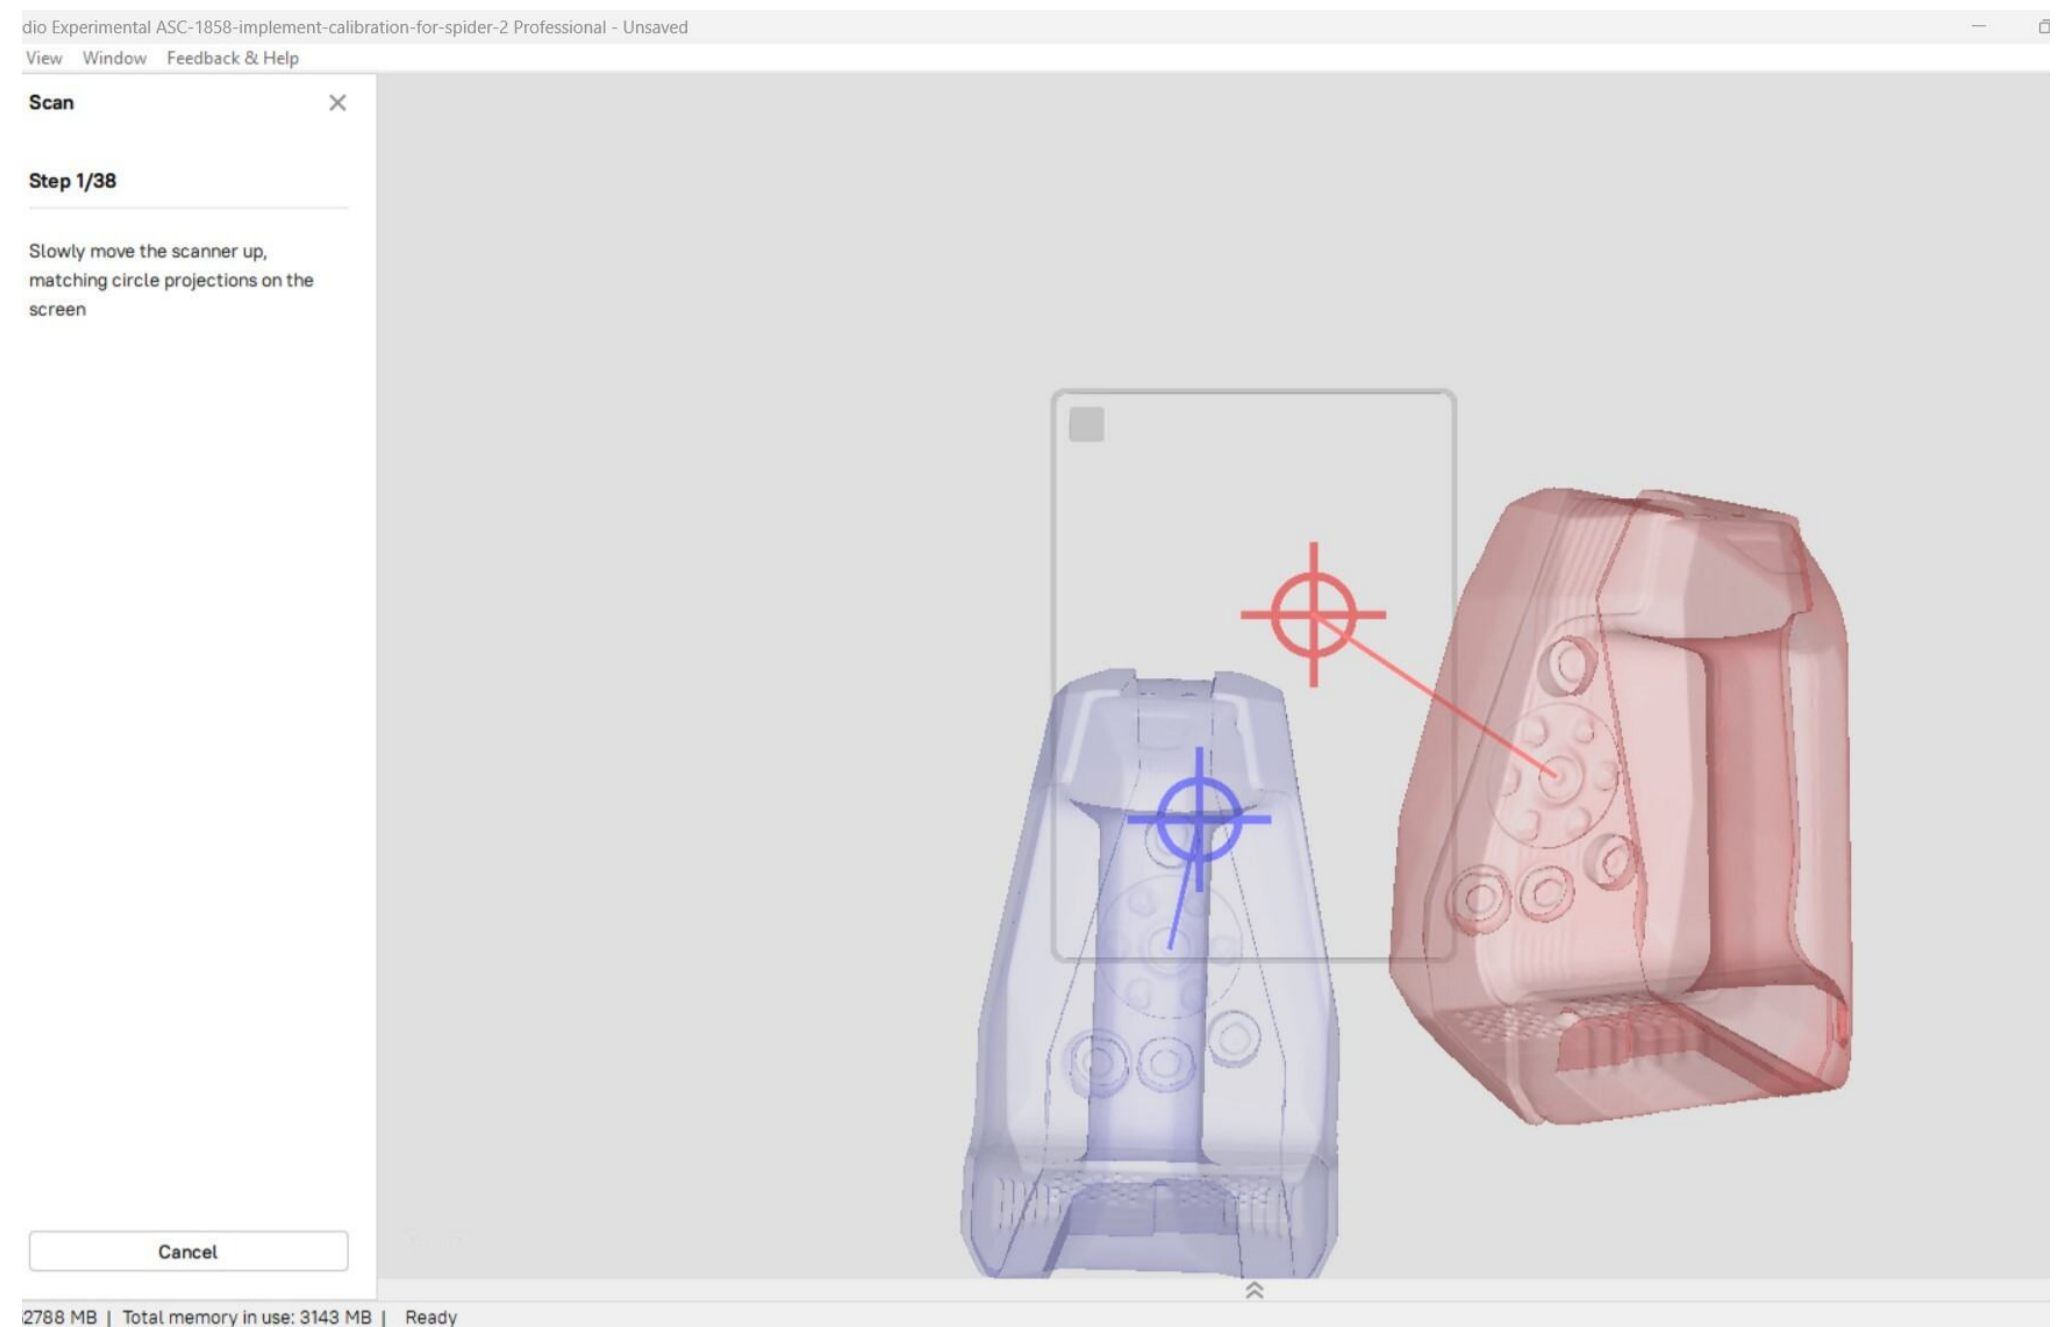 dio Experimental ASC-1858-implement-calibration-for-spider-2 Professional - Unsaved
View Window Feedback & Help
Scan
Step 1/38
Slowly move the scanner up,
matching circle projections on the
screen
Cancel
2788 MB | Total memory in use: 3143 MB | Ready